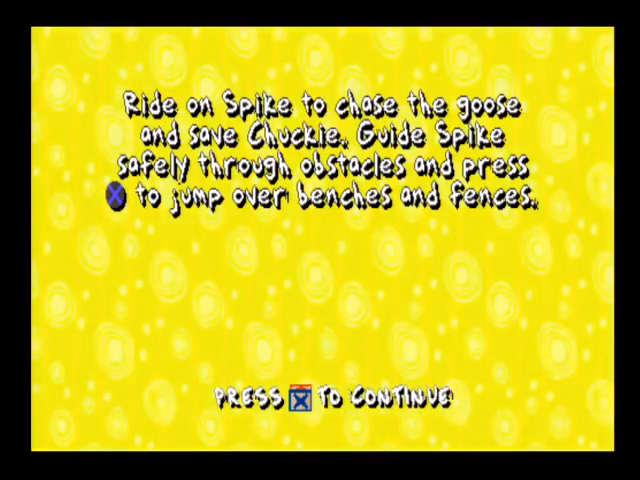 Ride on Spike to chase the goose
and save Chuckie. Guide Spike
safely through obstacles and press
X to jump over benches and fences.
PRESS X TO CONTINUE